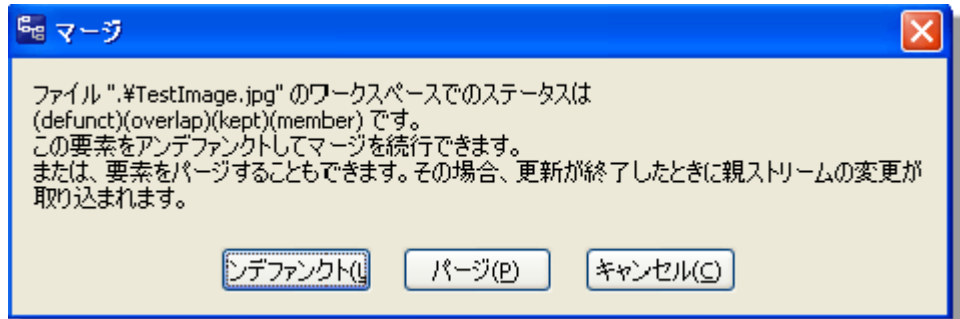 マージ
ファイル ".¥TestImage.jpg" のワークスペースでのステータスは
(defunct)(overlap)(kept)(member) です。
この要素をアンデファンクトしてマージを続行できます。
または、要素をパージすることもできます。その場合、更新が終了したときに親ストリームの変更が
取り込まれます。
ンデファンクト(U パージ(P) キャンセル(C)